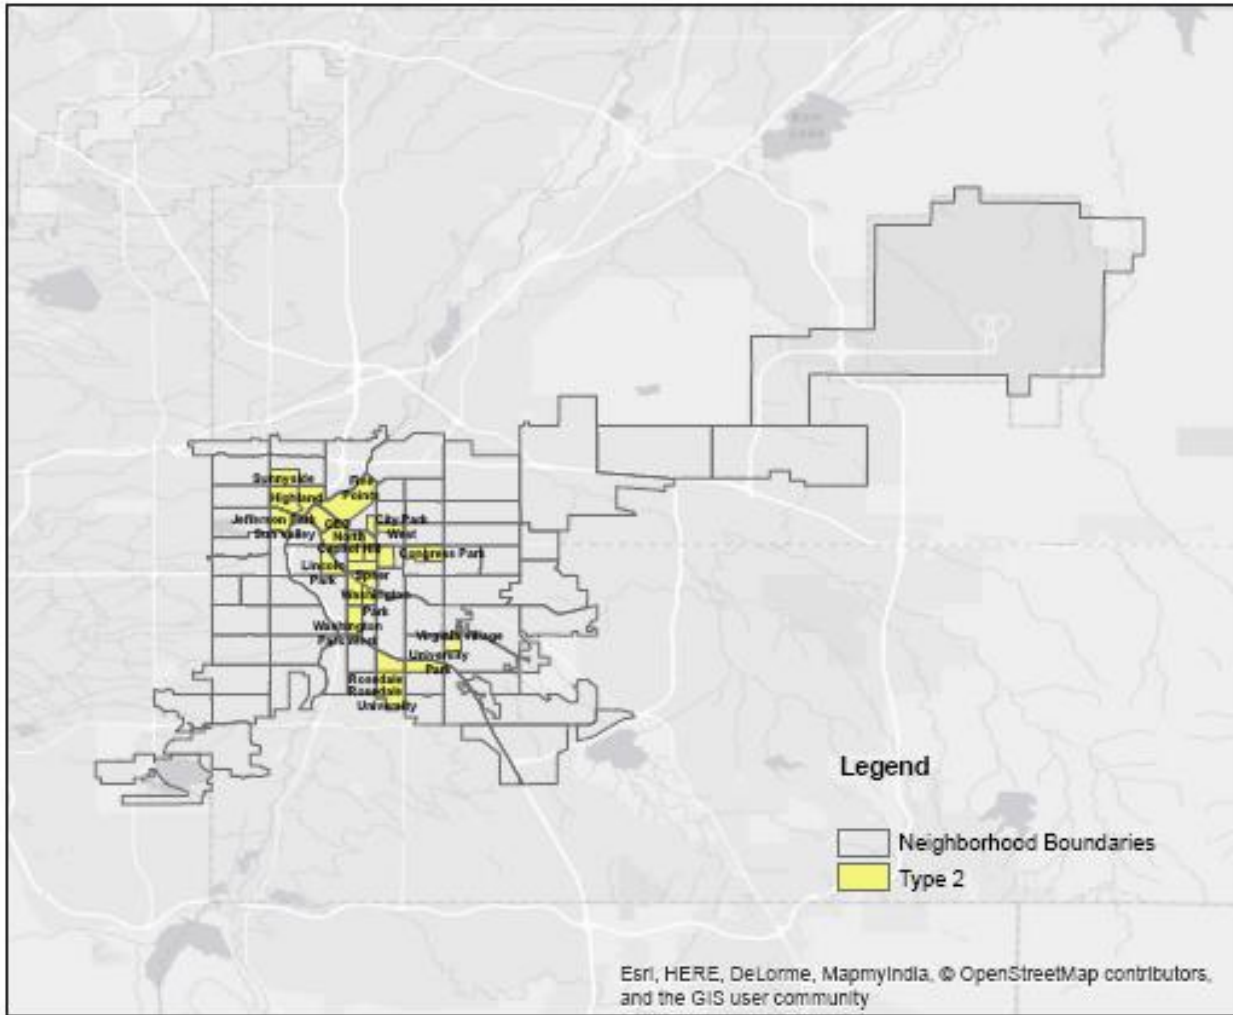 Sunnyside
Five
Points
Highland
Jefferson Park
CBD
City Park
West
Sun Valley
North
Capitol Hill
Congress Park
Lincoln
Park
Speer
Washington
Park
Washington
Park West
Virginia Village
University
Park
Rosedale
Rosedale
University
Legend
Neighborhood Boundaries
Type 2
Esri, HERE, DeLorme, MapmyIndia, © OpenStreetMap contributors,
and the GIS user community